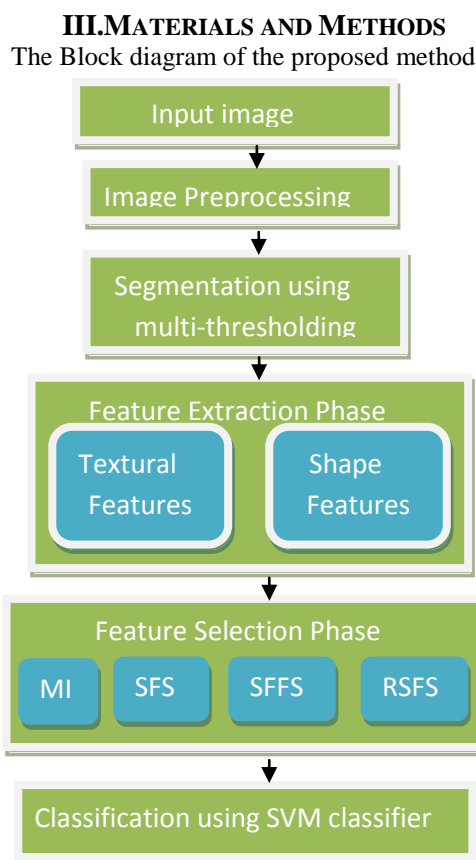 III.MATERIALS AND METHODS
The Block diagram of the proposed method
Input image
Image Preprocessing
Segmentation using
multi-thresholding
Feature Extraction Phase
Textural
Features
Shape
Features
Feature Selection Phase
MI
SFS
SFFS
RSFS
Classification using SVM classifier